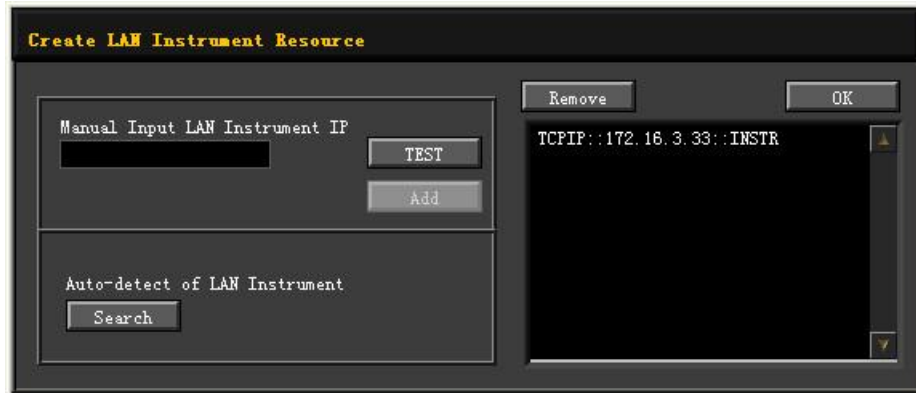 Create LAN Instrument Resource
Manual Input LAN Instrument IP
TEST
Add
Auto-detect of LAN Instrument
Search
Remove
OK
TCPIP::172.16.3.33::INSTR